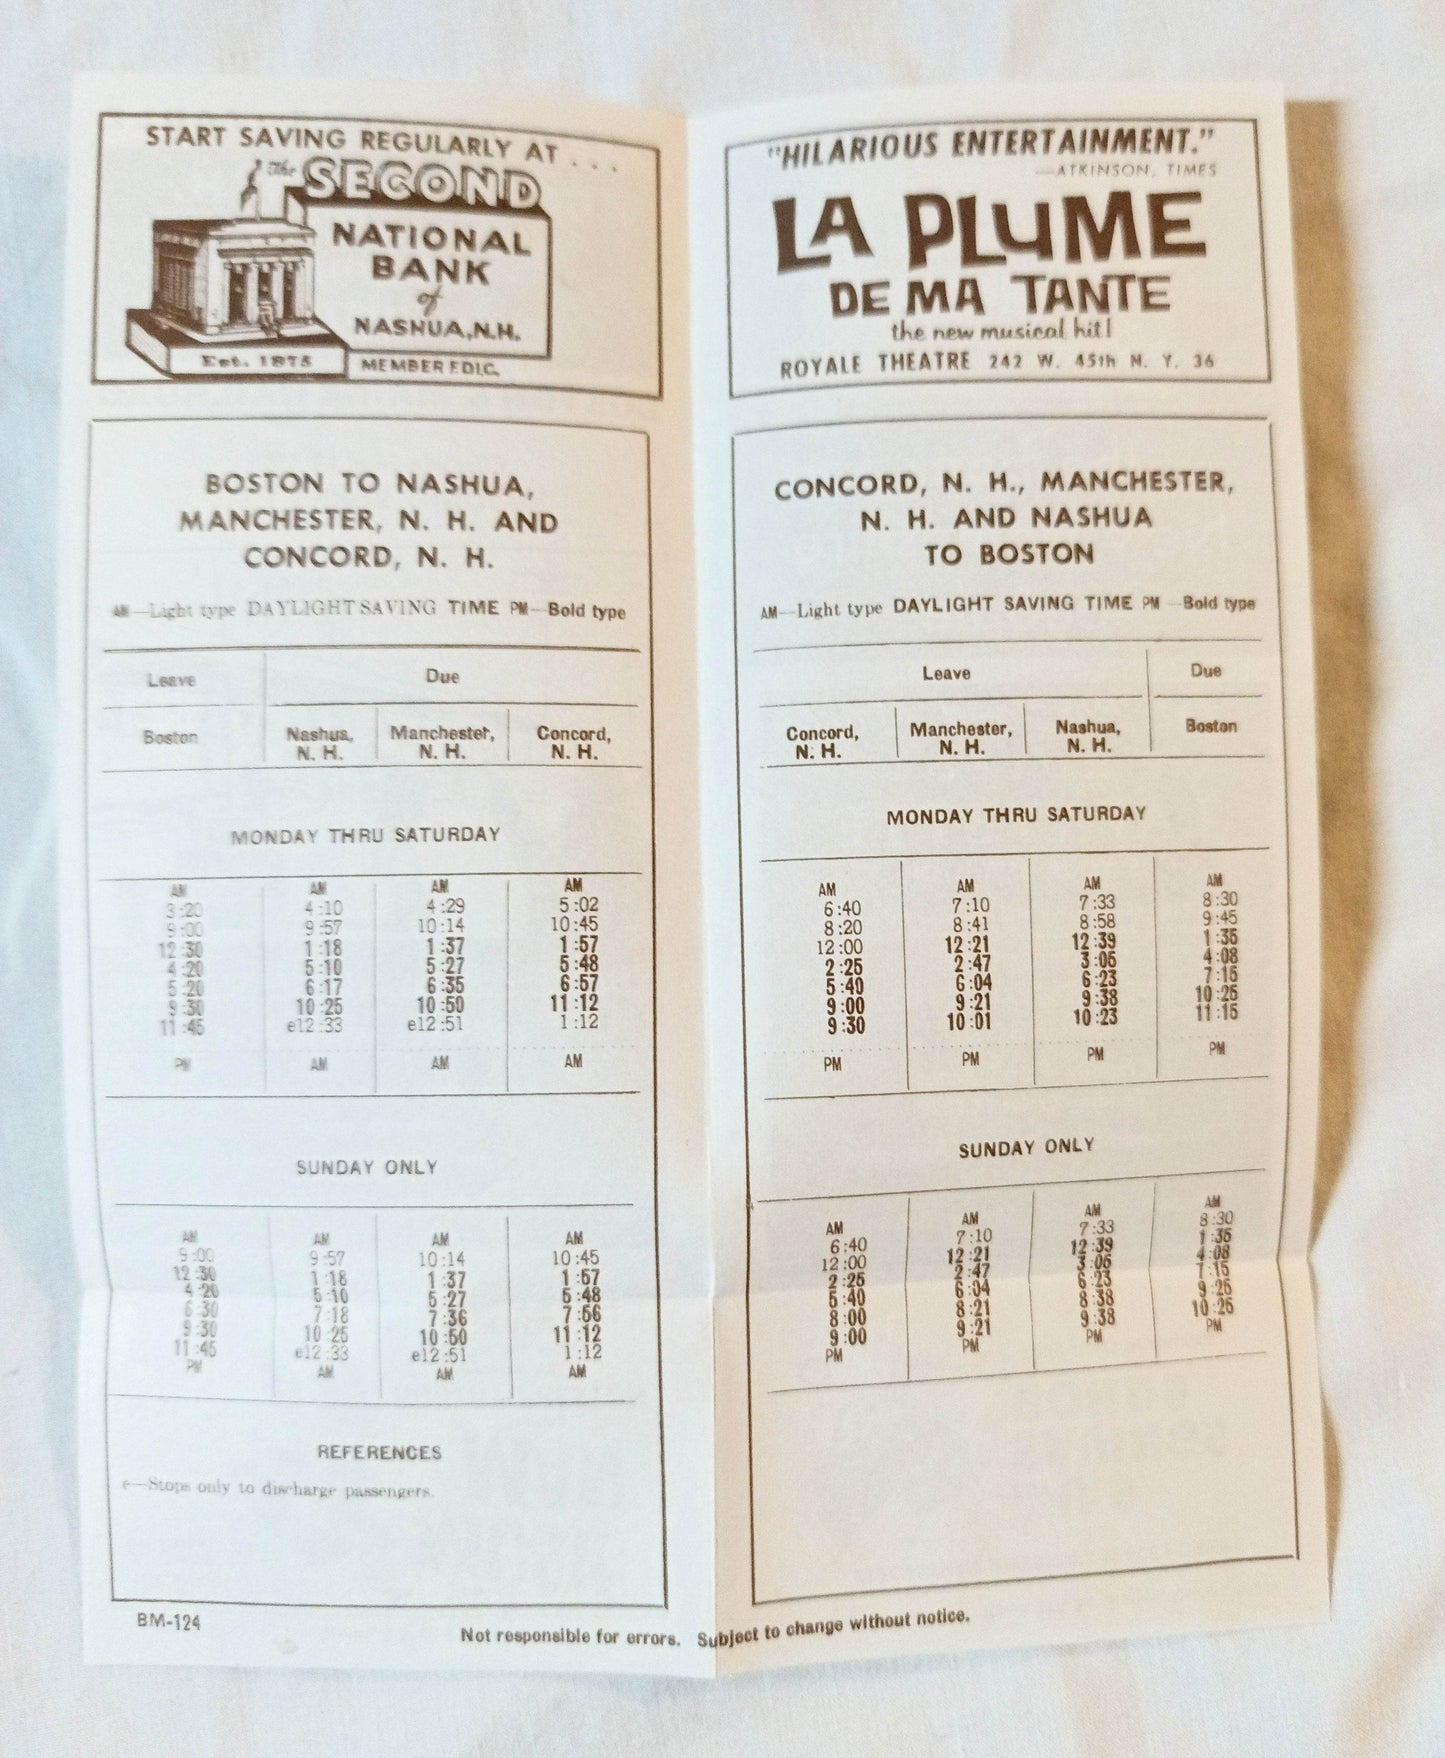 START SAVING REGULARLY AT . . .
The SECOND
NATIONAL
BANK
of
NASHUA, N.H.
Est. 1875
MEMBER F.D.I.C.
BOSTON TO NASHUA,
MANCHESTER, N. H. AND
CONCORD, N. H.
AM—Light type DAYLIGHT SAVING TIME PM—Bold type
Leave Due
Boston Nashua, N. H. Manchester, N. H. Concord, N. H.
MONDAY THRU SATURDAY
AM AM AM AM
3:20 4:10 4:29 5:02
9:00 9:57 10:14 10:45
12:30 1:18 1:37 1:57
4:20 5:10 5:27 5:48
5:20 6:17 6:35 6:57
9:30 10:25 10:50 11:12
11:45 e12:33 e12:51 1:12
PM AM AM AM
SUNDAY ONLY
AM AM AM AM
9:00 9:57 10:14 10:45
12:30 1:18 1:37 1:57
4:20 5:10 5:27 5:48
6:30 7:18 7:36 7:56
9:30 10:25 10:50 11:12
11:45 e12:33 e12:51 1:12
PM AM AM AM
REFERENCES
e—Stops only to discharge passengers.
BM-124
"HILARIOUS ENTERTAINMENT."
—ATKINSON, TIMES
LA PLUME
DE MA TANTE
the new musical hit!
ROYALE THEATRE 242 W. 45th N. Y. 36
CONCORD, N. H., MANCHESTER,
N. H. AND NASHUA
TO BOSTON
AM—Light type DAYLIGHT SAVING TIME PM—Bold type
Leave Due
Concord, N. H. Manchester, N. H. Nashua, N. H. Boston
MONDAY THRU SATURDAY
AM AM AM AM
6:40 7:10 7:33 8:30
8:20 8:41 8:58 9:45
12:00 12:21 12:39 1:35
2:25 2:47 3:05 4:08
5:40 6:04 6:23 7:15
9:00 9:21 9:38 10:25
9:30 10:01 10:23 11:15
PM PM PM PM
SUNDAY ONLY
AM AM AM AM
6:40 7:10 7:33 8:30
12:00 12:21 12:39 1:35
2:25 2:47 3:05 4:08
5:40 6:04 6:23 7:15
8:00 8:21 8:38 9:25
9:00 9:21 9:38 10:25
PM PM PM PM
Not responsible for errors. Subject to change without notice.